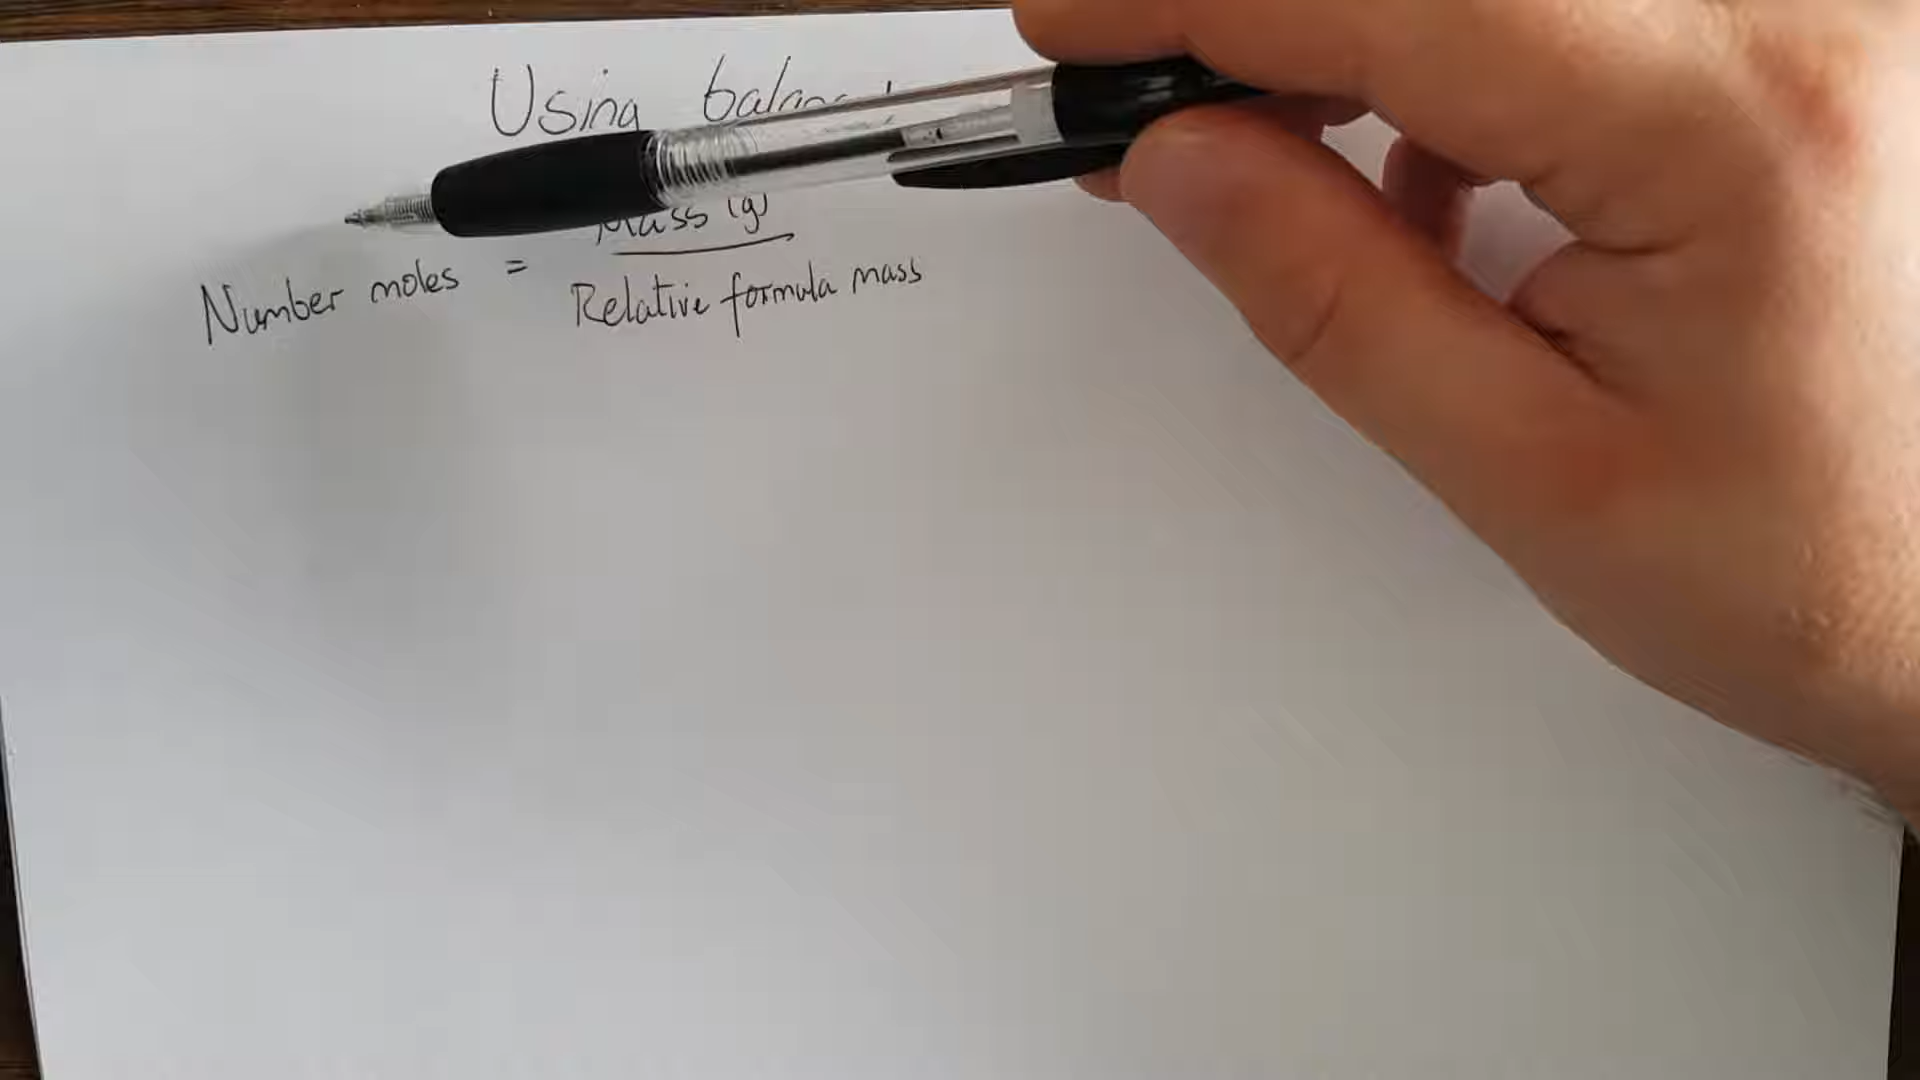 Using
Mass (g)
Number moles =
Relative formula mass